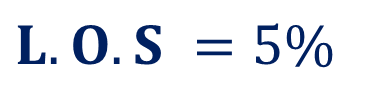 L. O. S = 5%